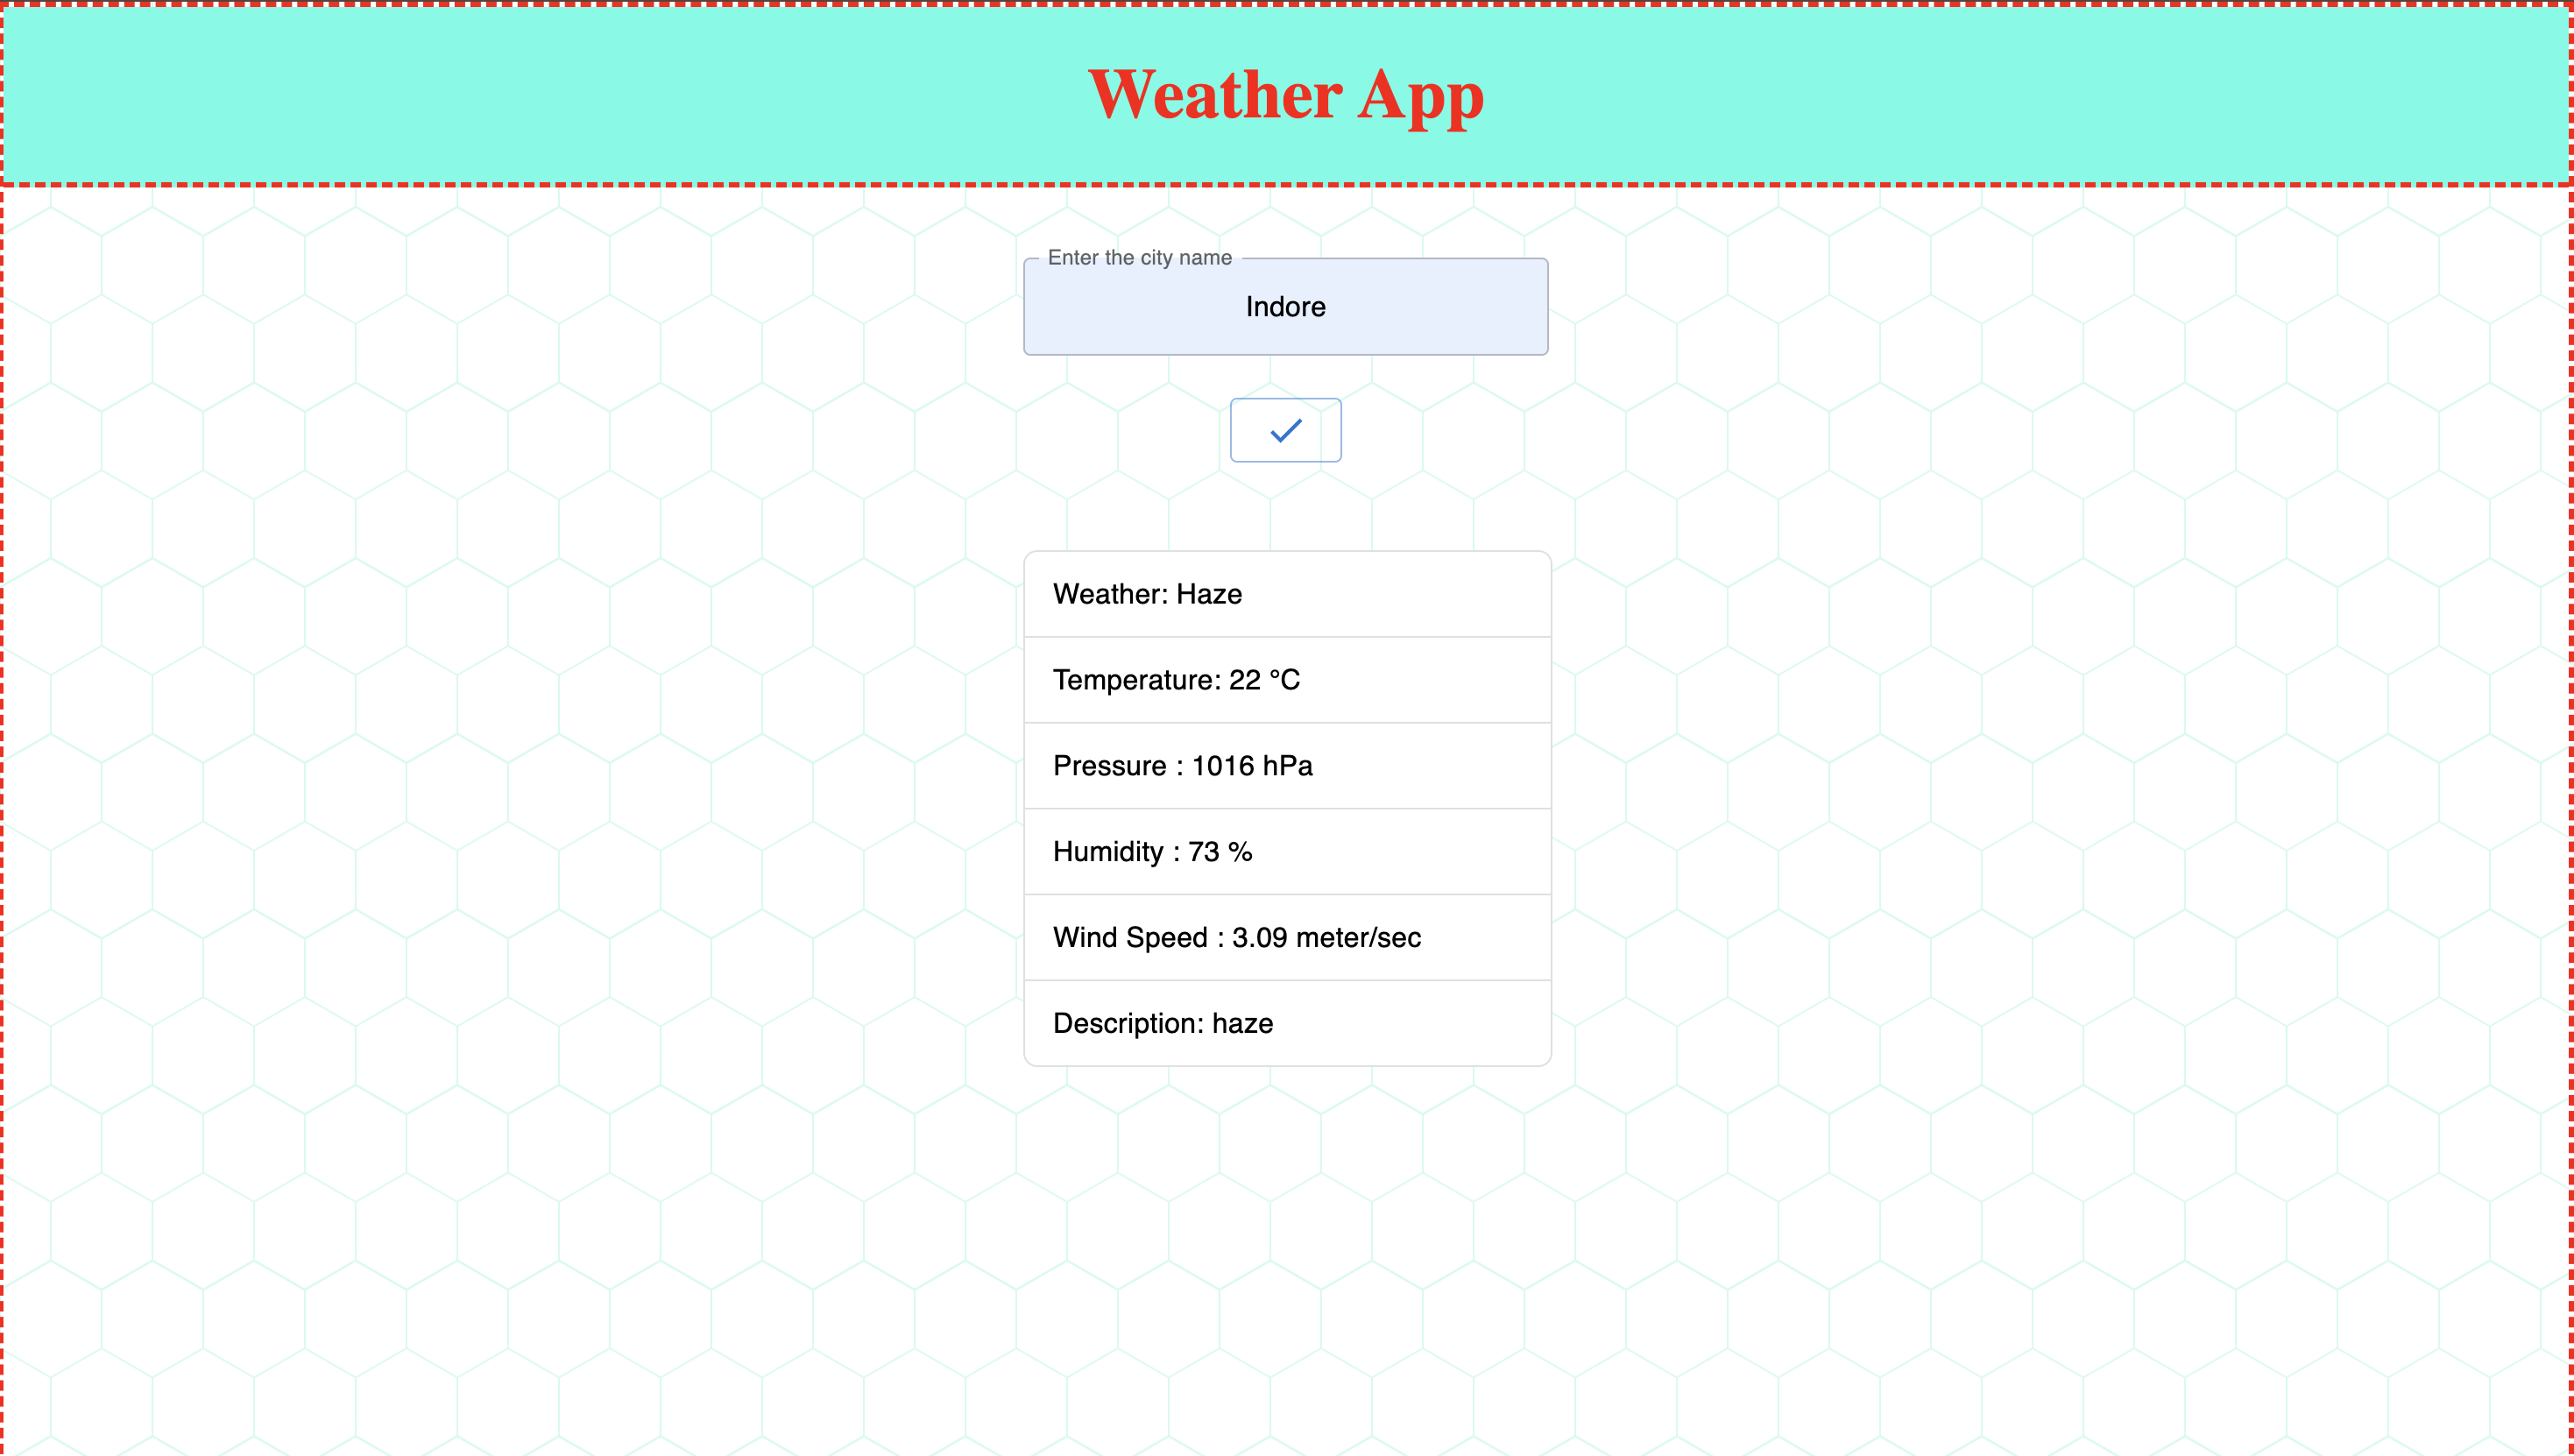 Weather App
Enter the city name
Indore
Weather: Haze
Temperature: 22 °C
Pressure : 1016 hPa
Humidity : 73 %
Wind Speed : 3.09 meter/sec
Description: haze